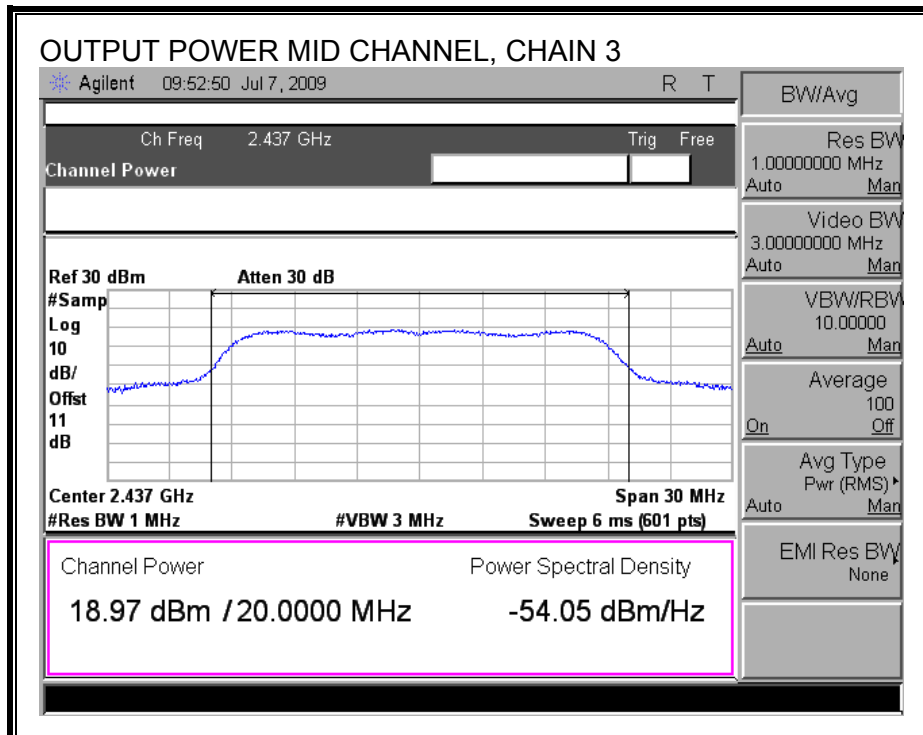 OUTPUT POWER MID CHANNEL, CHAIN 3
Agilent 09:52:50 Jul 7, 2009 R T
Ch Freq 2.437 GHz Trig Free
Channel Power
Ref 30 dBm Atten 30 dB
#Samp
Log
10
dB/
Offst
11
dB
Center 2.437 GHz Span 30 MHz
#Res BW 1 MHz #VBW 3 MHz Sweep 6 ms (601 pts)
Channel Power Power Spectral Density
18.97 dBm / 20.0000 MHz -54.05 dBm/Hz
BW/Avg
Res BW
1.00000000 MHz
Auto Man
Video BW
3.00000000 MHz
Auto Man
VBW/RBW
10.00000
Auto Man
Average
100
On Off
Avg Type
Pwr (RMS)
Auto Man
EMI Res BW
None